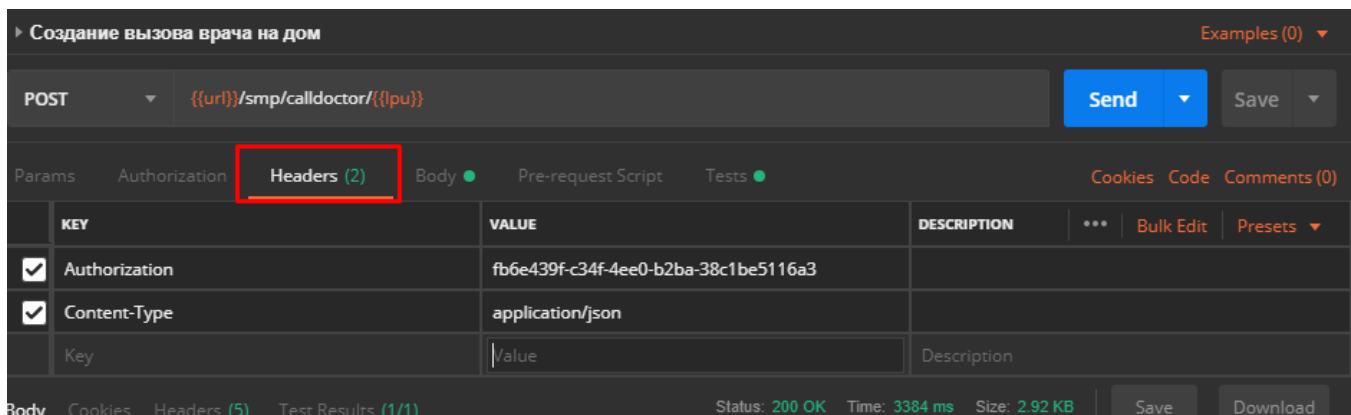 Создание вызова врача на дом Examples (0)
POST {{url}}/smp/calldoctor/{{lpu}} Send Save
Params Authorization Headers (2) Body Pre-request Script Tests Cookies Code Comments (0)
KEY VALUE DESCRIPTION ••• Bulk Edit Presets
Authorization fb6e439f-c34f-4ee0-b2ba-38c1be5116a3
Content-Type application/json
Key Value Description
Body Cookies Headers (5) Test Results (1/1) Status: 200 OK Time: 3384 ms Size: 2.92 KB Save Download